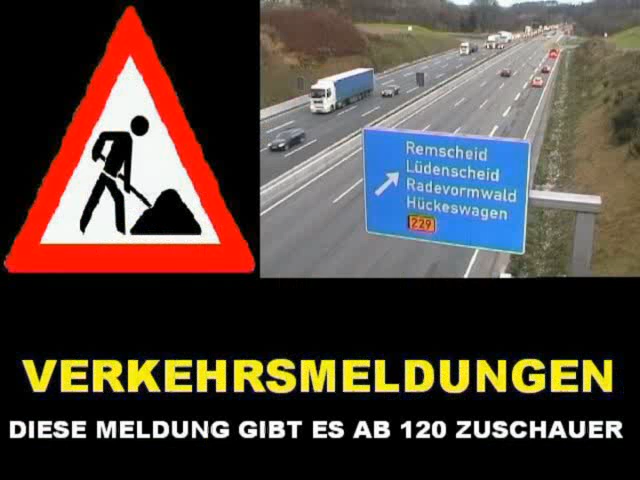 Remscheid
Lüdenscheid
Radevormwald
Hückeswagen
229
VERKEHRSMELDUNGEN
DIESE MELDUNG GIBT ES AB 120 ZUSCHAUER